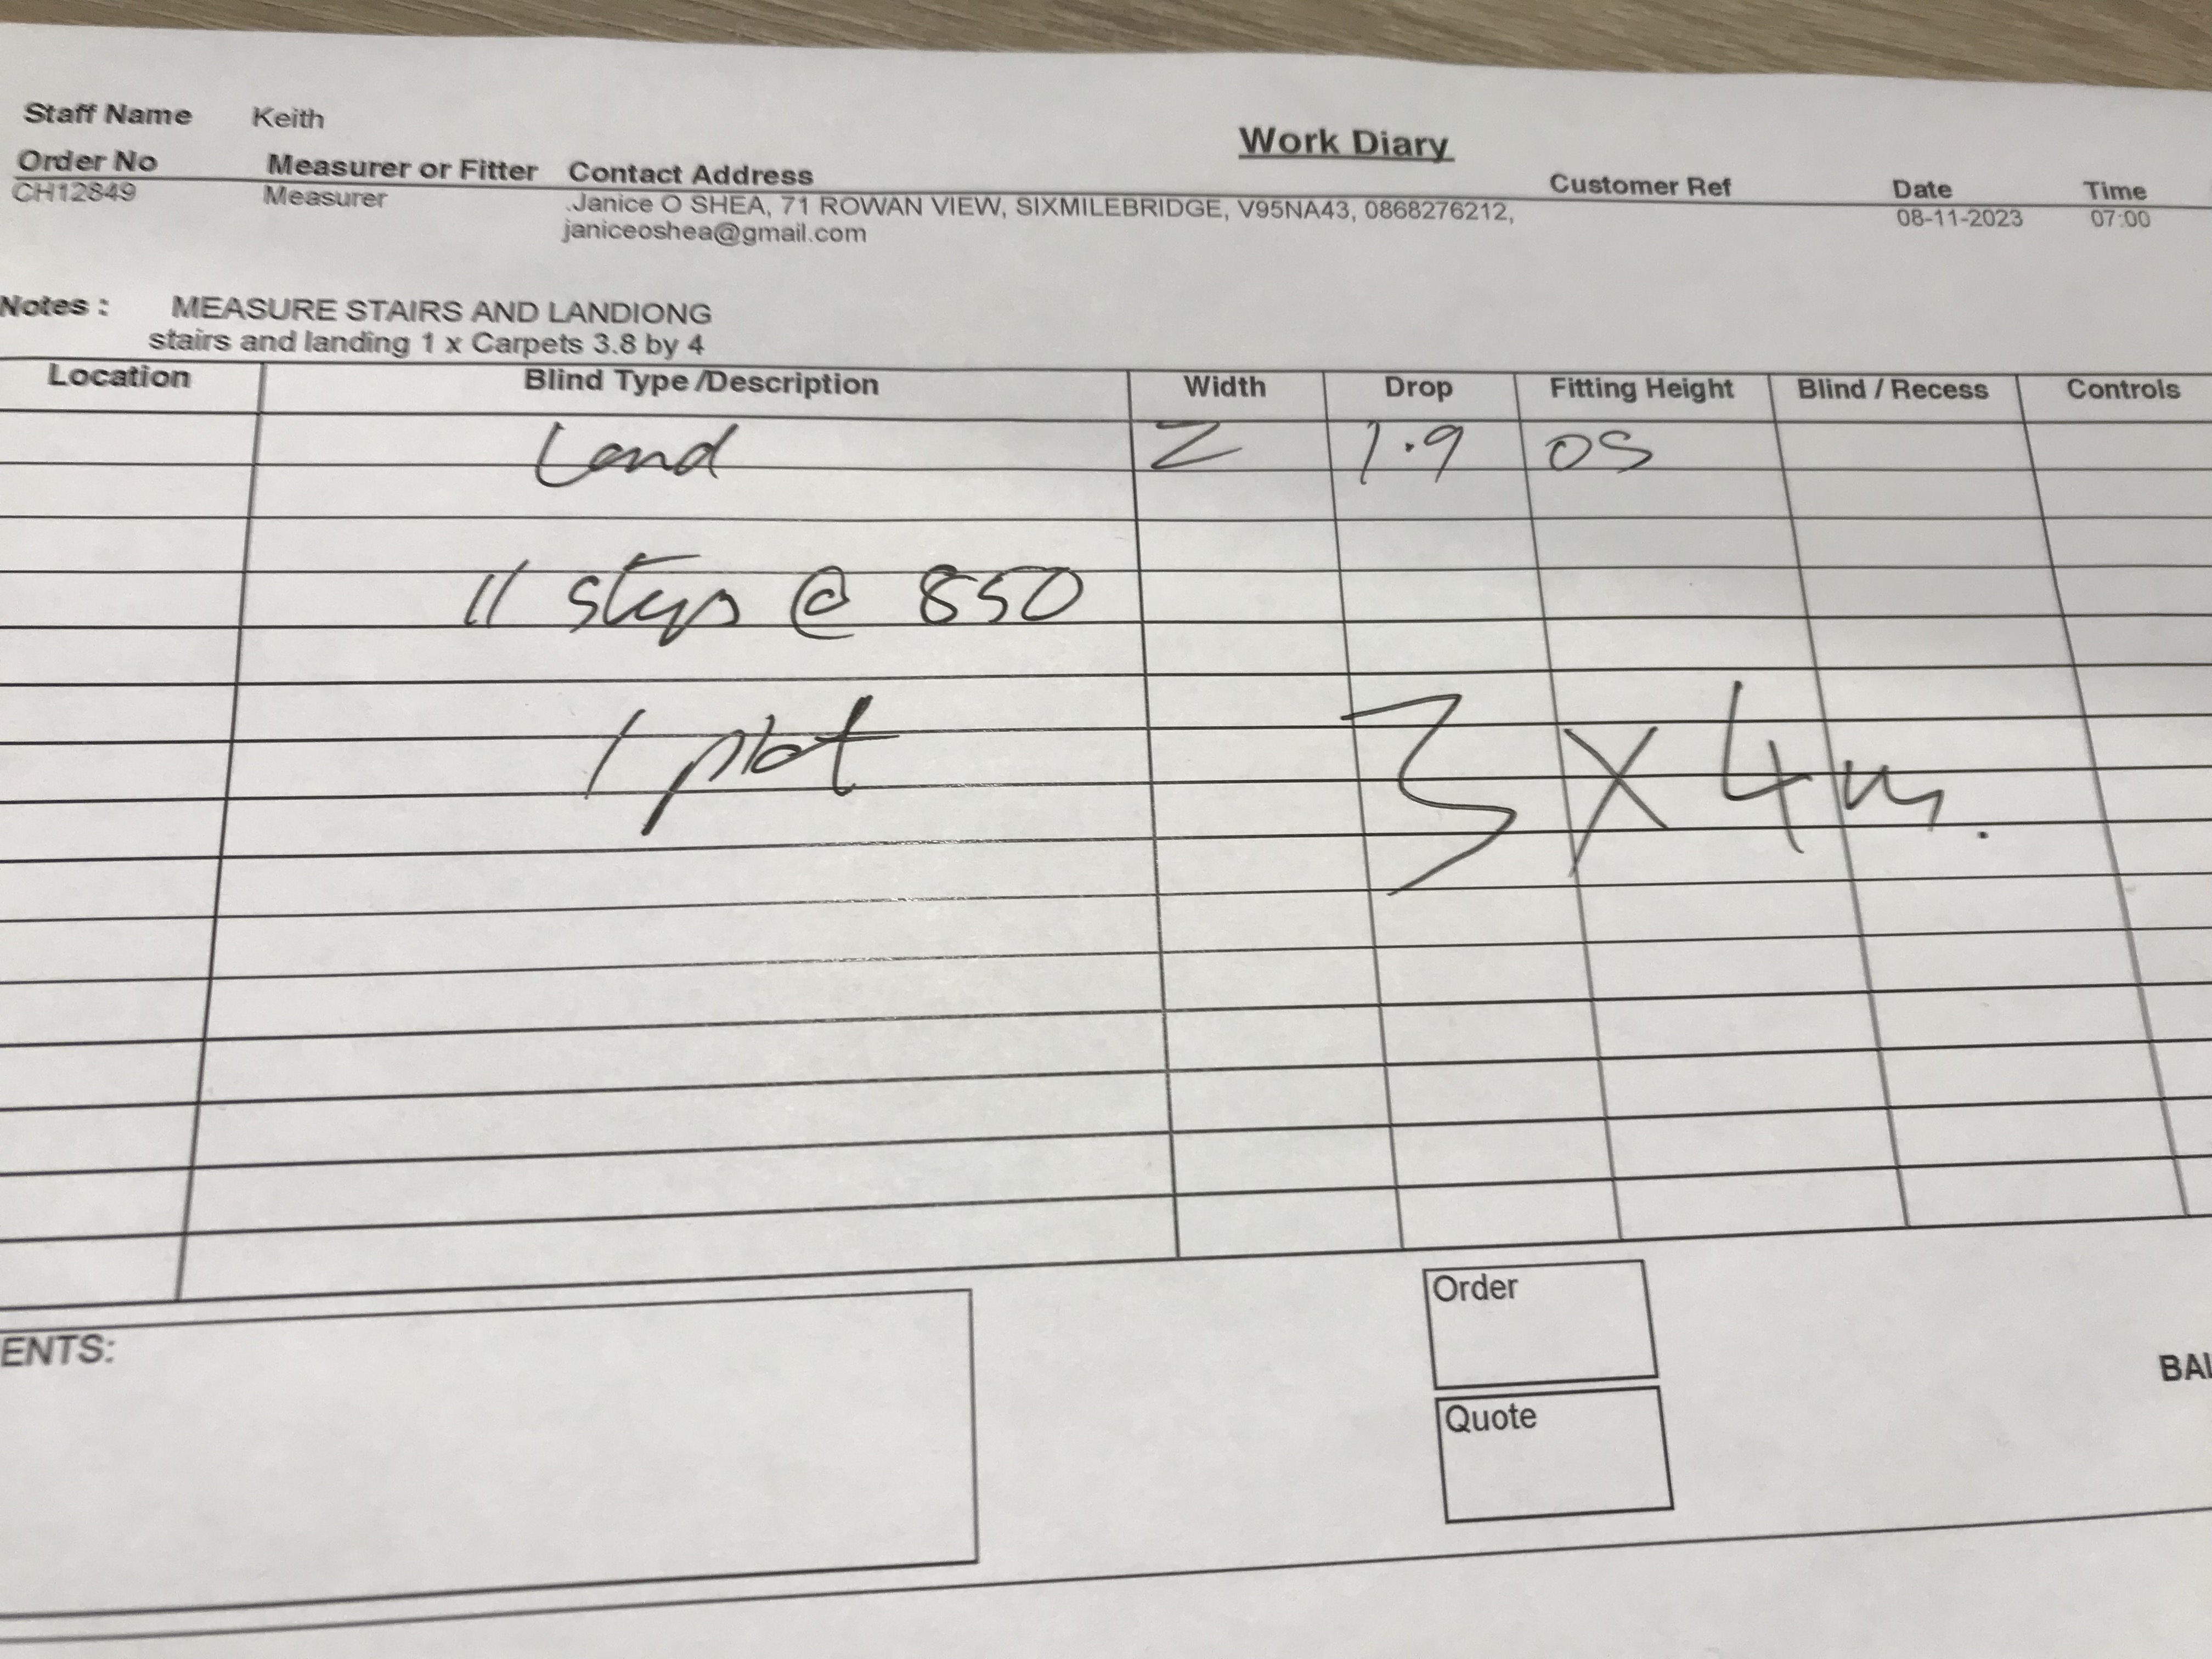 Staff Name Keith
Work Diary
Order No Measurer or Fitter Contact Address Customer Ref Date Time
CH12849 Measurer .Janice O SHEA, 71 ROWAN VIEW, SIXMILEBRIDGE, V95NA43, 0868276212, 08-11-2023 07:00
janiceoshea@gmail.com
Notes : MEASURE STAIRS AND LANDIONG
stairs and landing 1 x Carpets 3.8 by 4
Location Blind Type /Description Width Drop Fitting Height Blind / Recess Controls
Land 2 1.9 OS
11 steps @ 850
1 plat 3 X 4m.
Order
ENTS:
BAL
Quote